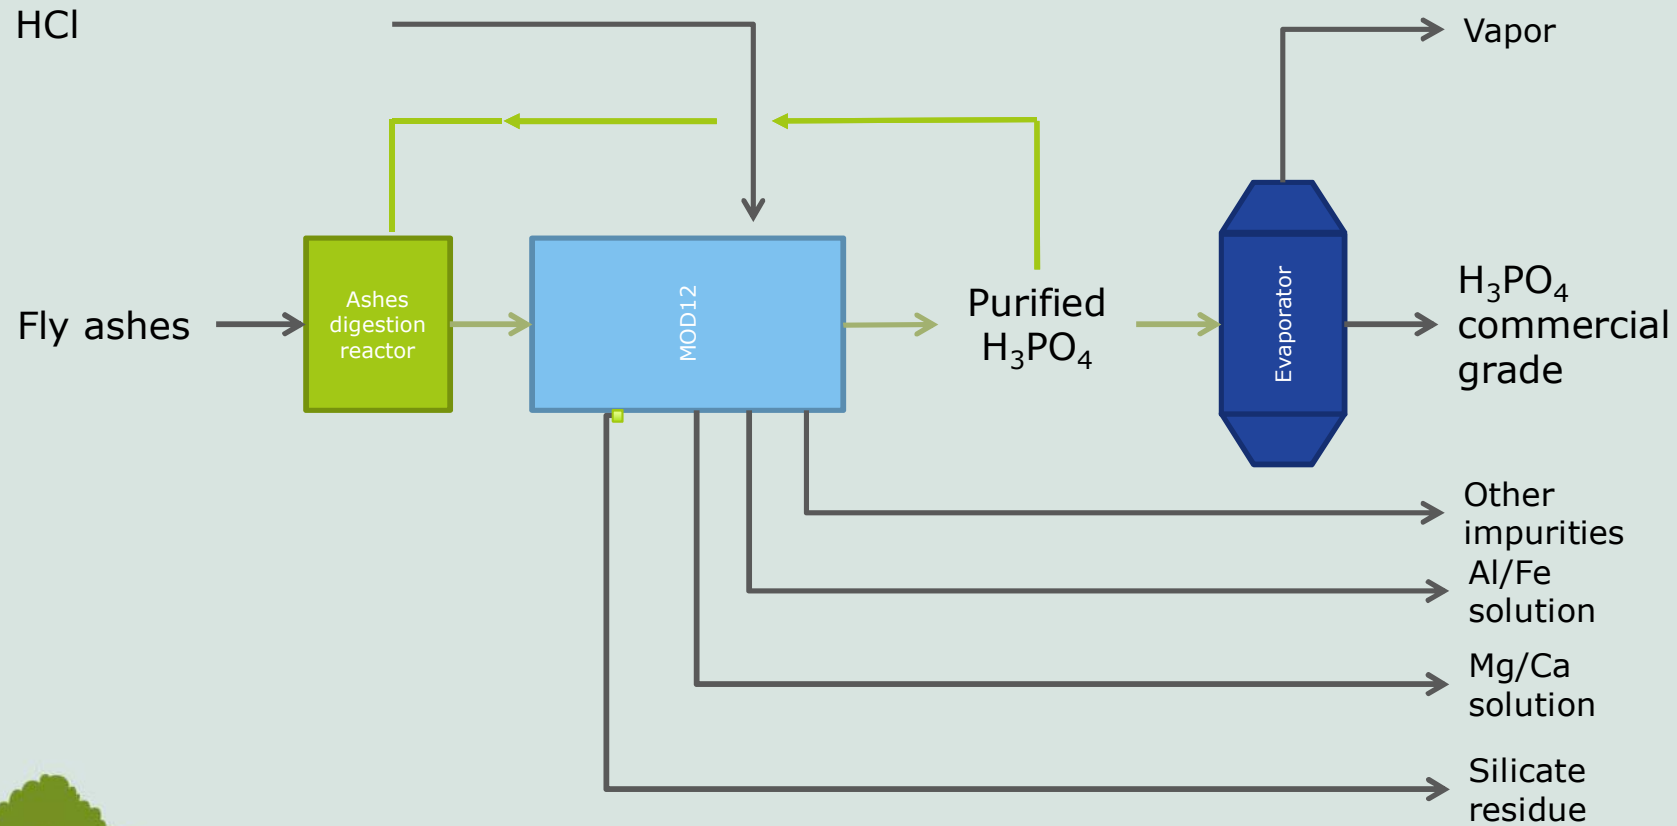 HCl
Vapor
Fly ashes
Ashes
digestion
reactor
MOD12
Purified
H₃PO₄
Evaporator
H₃PO₄
commercial
grade
Other
impurities
Al/Fe
solution
Mg/Ca
solution
Silicate
residue